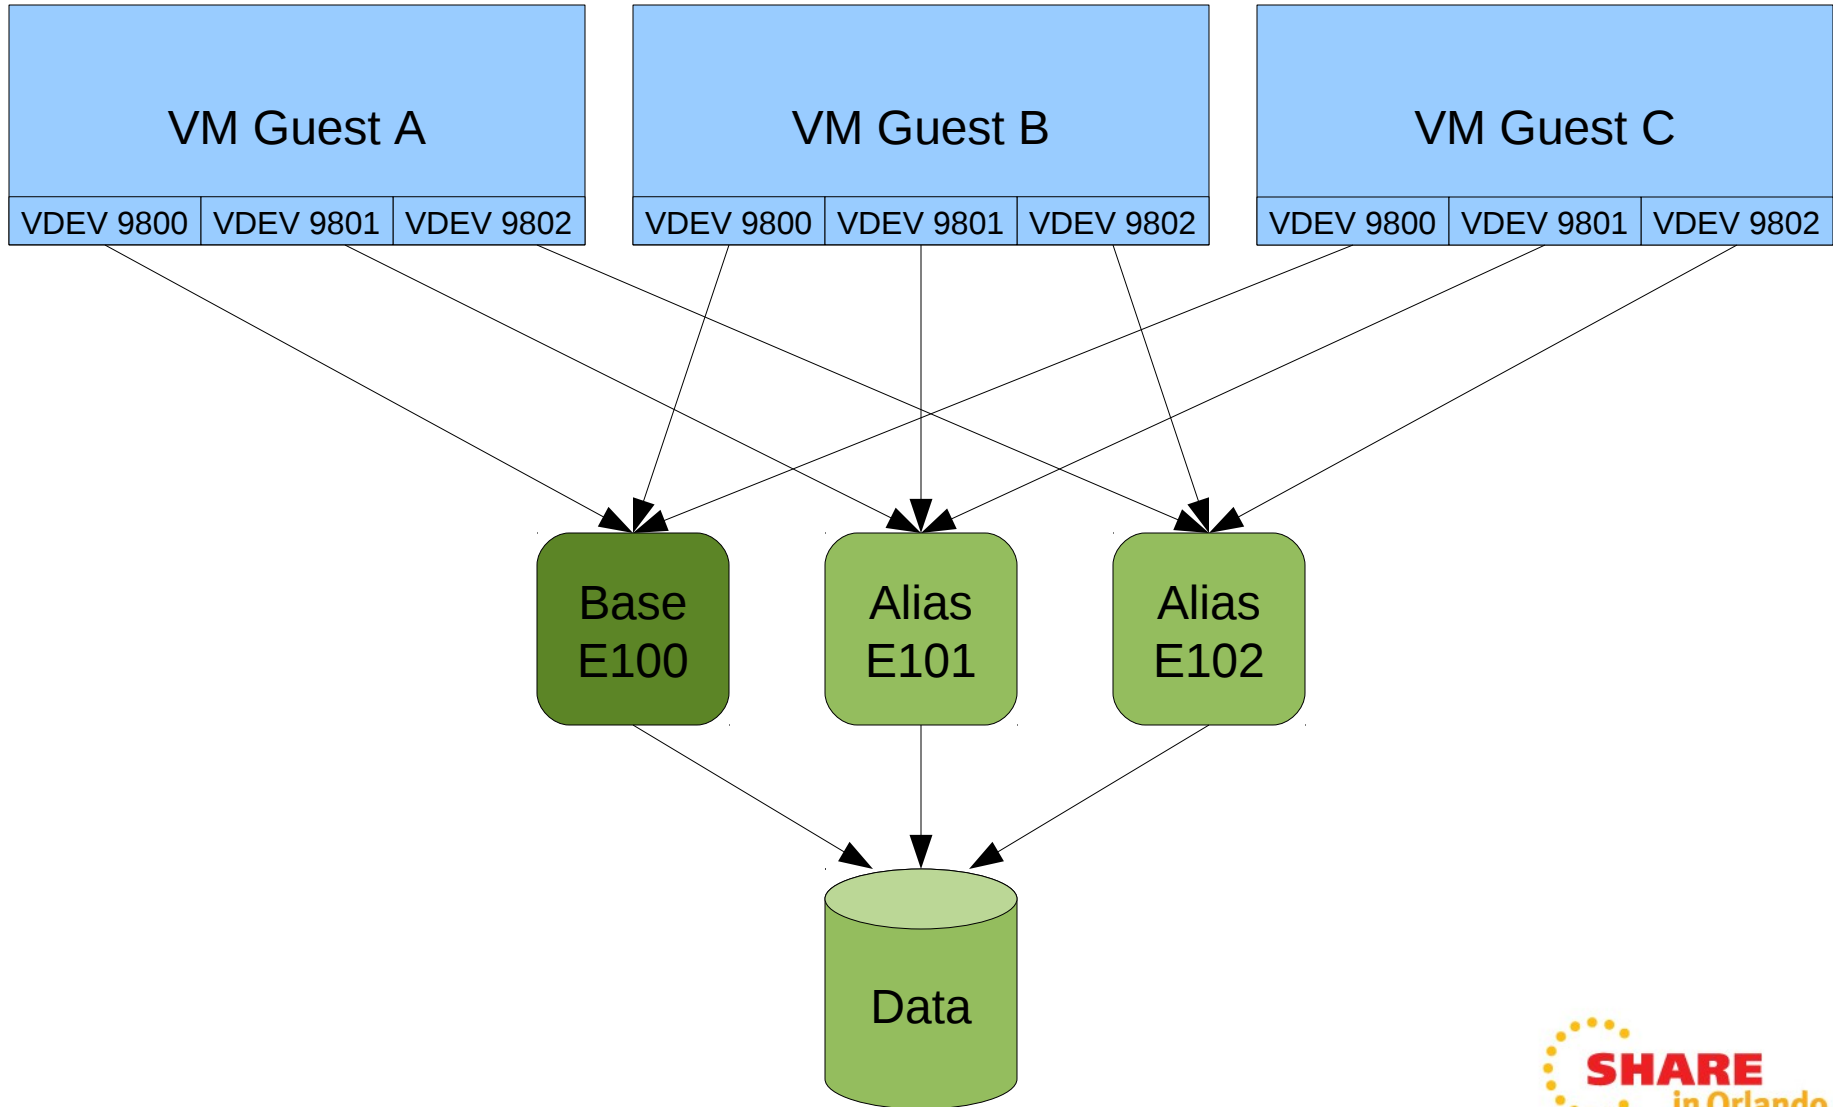 VM Guest A
VM Guest B
VM Guest C
VDEV 9800 VDEV 9801 VDEV 9802
VDEV 9800 VDEV 9801 VDEV 9802
VDEV 9800 VDEV 9801 VDEV 9802
Base
E100
Alias
E101
Alias
E102
Data
SHARE
in Orlando